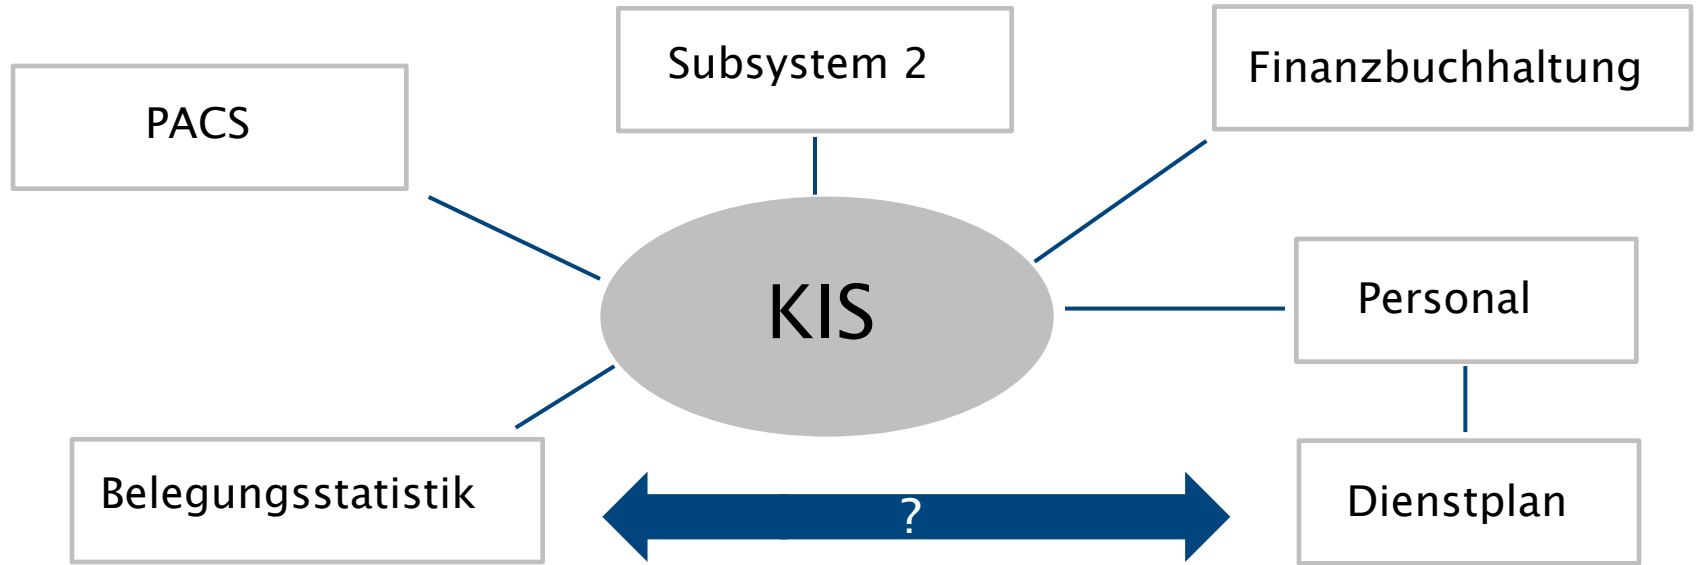 Subsystem 2
Finanzbuchhaltung
PACS
KIS
Personal
Belegungsstatistik
?
Dienstplan